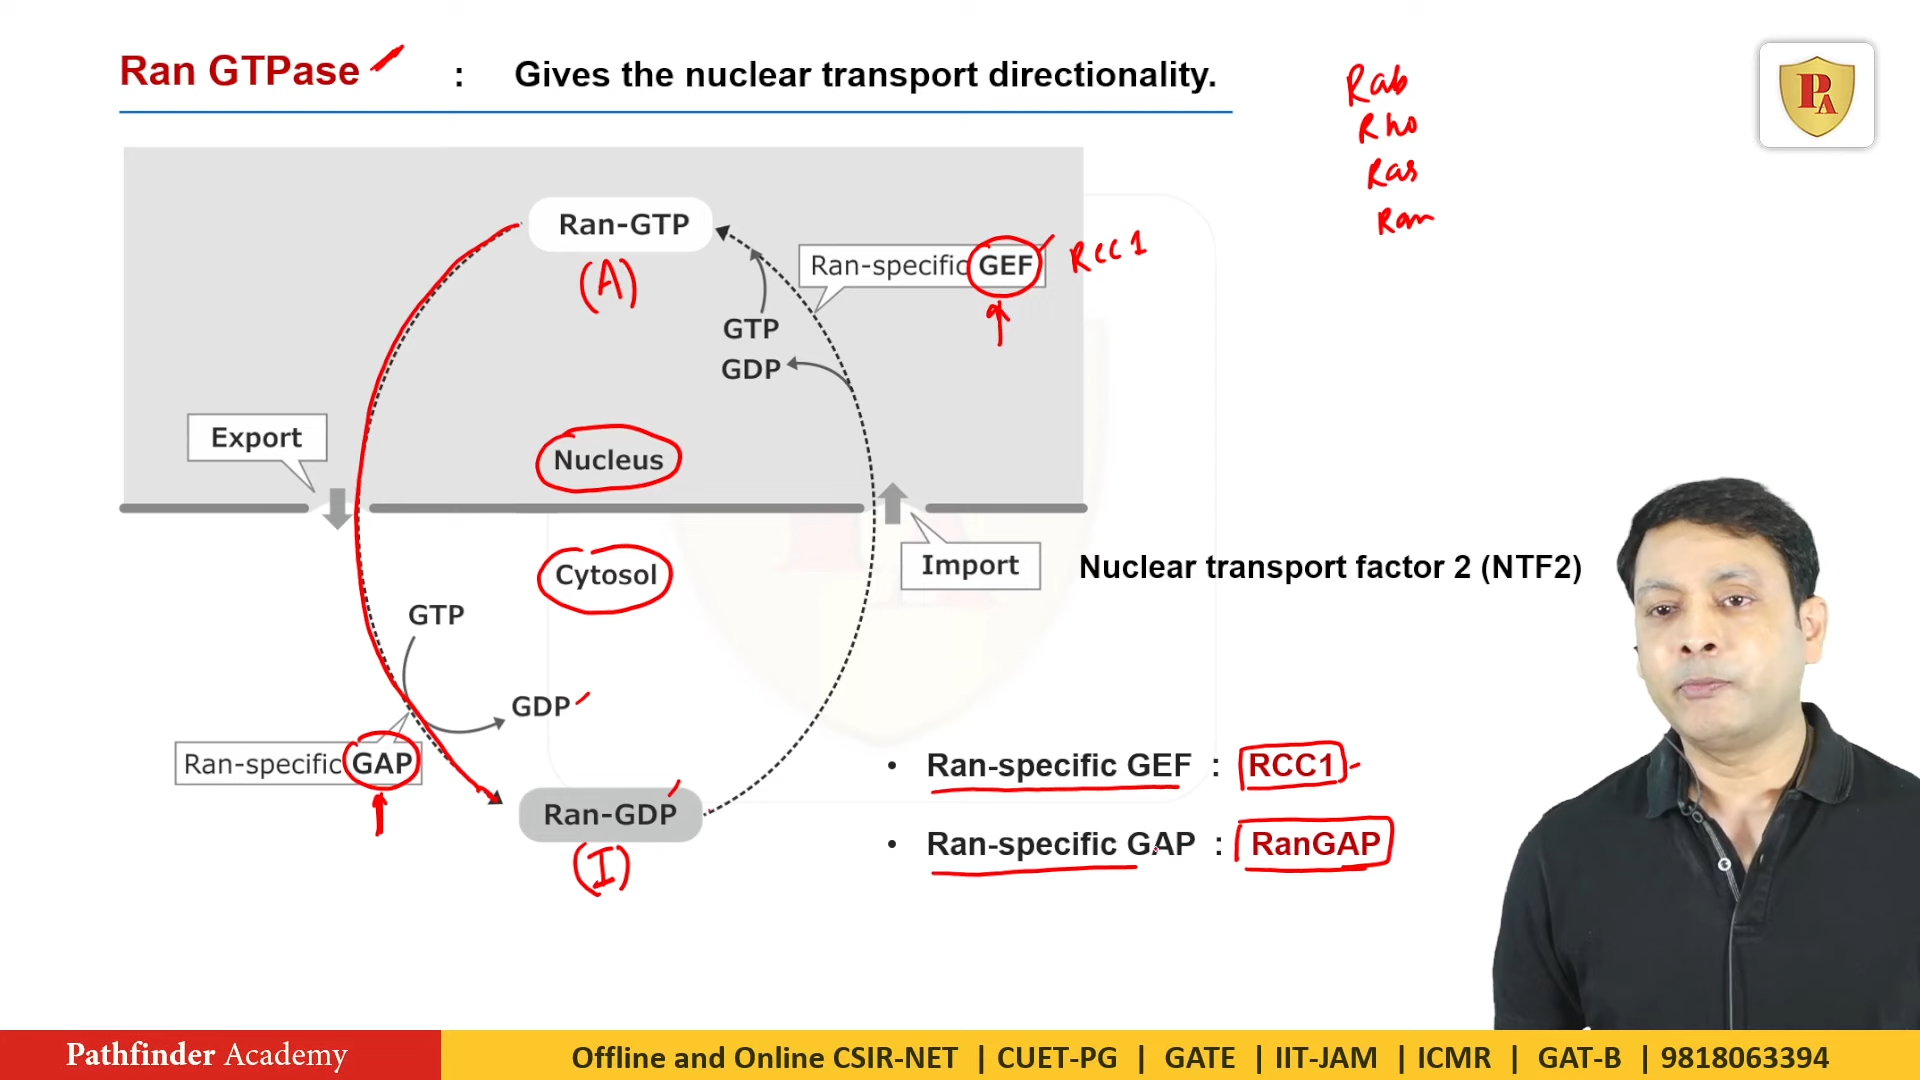 Ran GTPase : Gives the nuclear transport directionality.
Rab
Rho
Ras
Ran
PA
Ran-GTP
(A)
Ran-specific GEF
RCC1
GTP
GDP
Export
Nucleus
Cytosol
Import
Nuclear transport factor 2 (NTF2)
GTP
GDP
Ran-specific GAP
Ran-GDP
(I)
• Ran-specific GEF : RCC1
• Ran-specific GAP : RanGAP
Pathfinder Academy
Offline and Online CSIR-NET | CUET-PG | GATE | IIT-JAM | ICMR | GAT-B | 9818063394